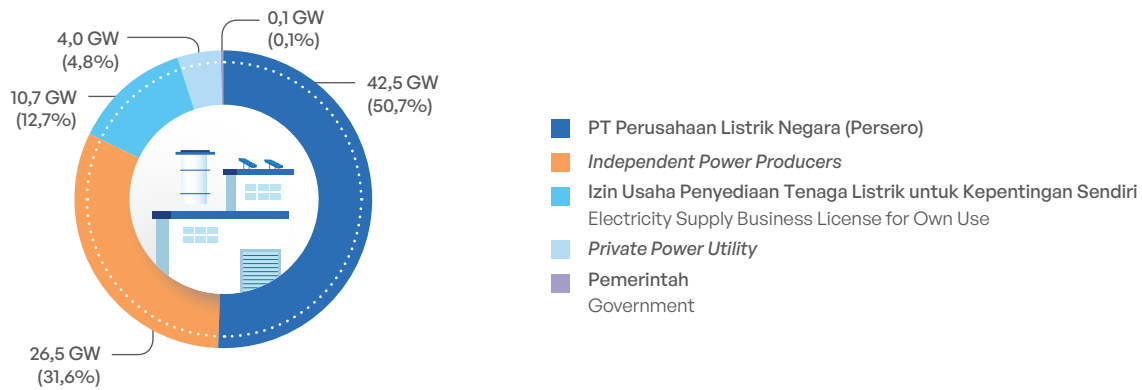 0,1 GW
(0,1%)
4,0 GW
(4,8%)
42,5 GW
(50,7%)
10,7 GW
(12,7%)
26,5 GW
(31,6%)
PT Perusahaan Listrik Negara (Persero)
Independent Power Producers
Izin Usaha Penyediaan Tenaga Listrik untuk Kepentingan Sendiri
Electricity Supply Business License for Own Use
Private Power Utility
Pemerintah
Government